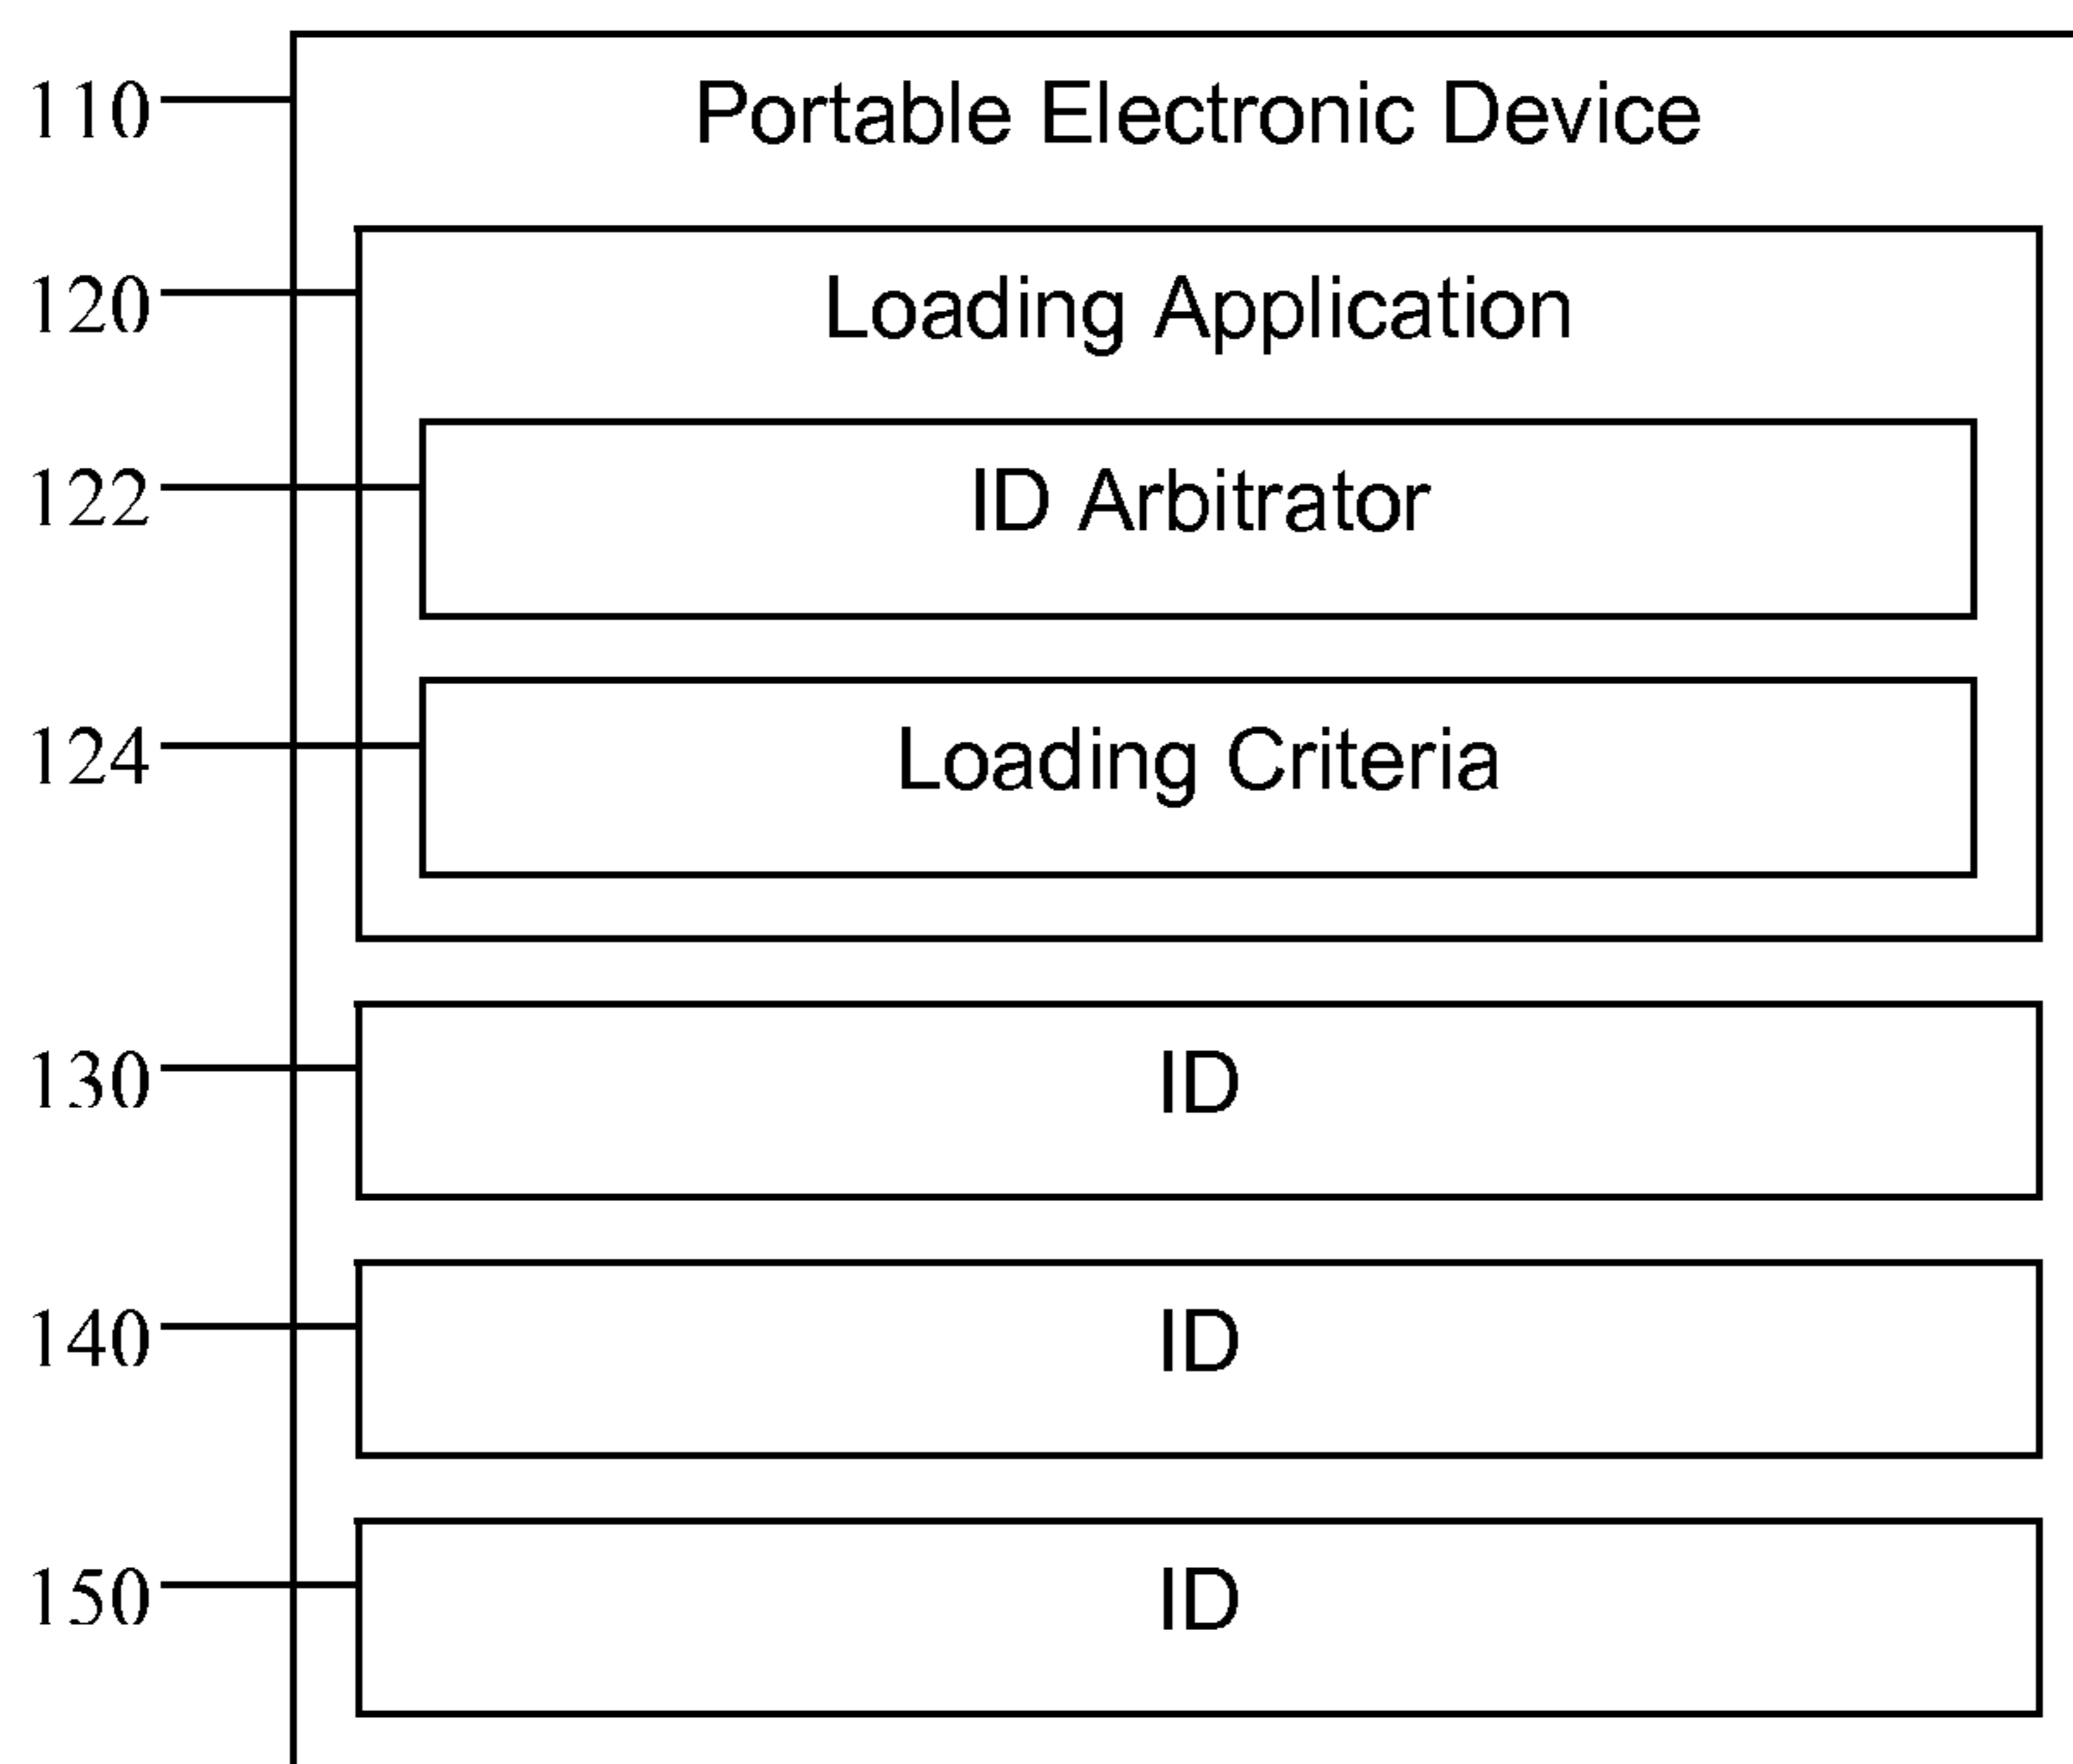 110 Portable Electronic Device
120 Loading Application
122 ID Arbitrator
124 Loading Criteria
130 ID
140 ID
150 ID